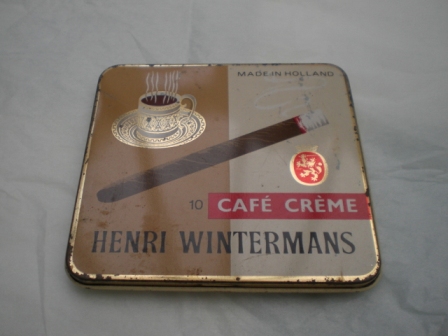 MADE IN HOLLAND
10 CAFÉ CRÈME
HENRI WINTERMANS